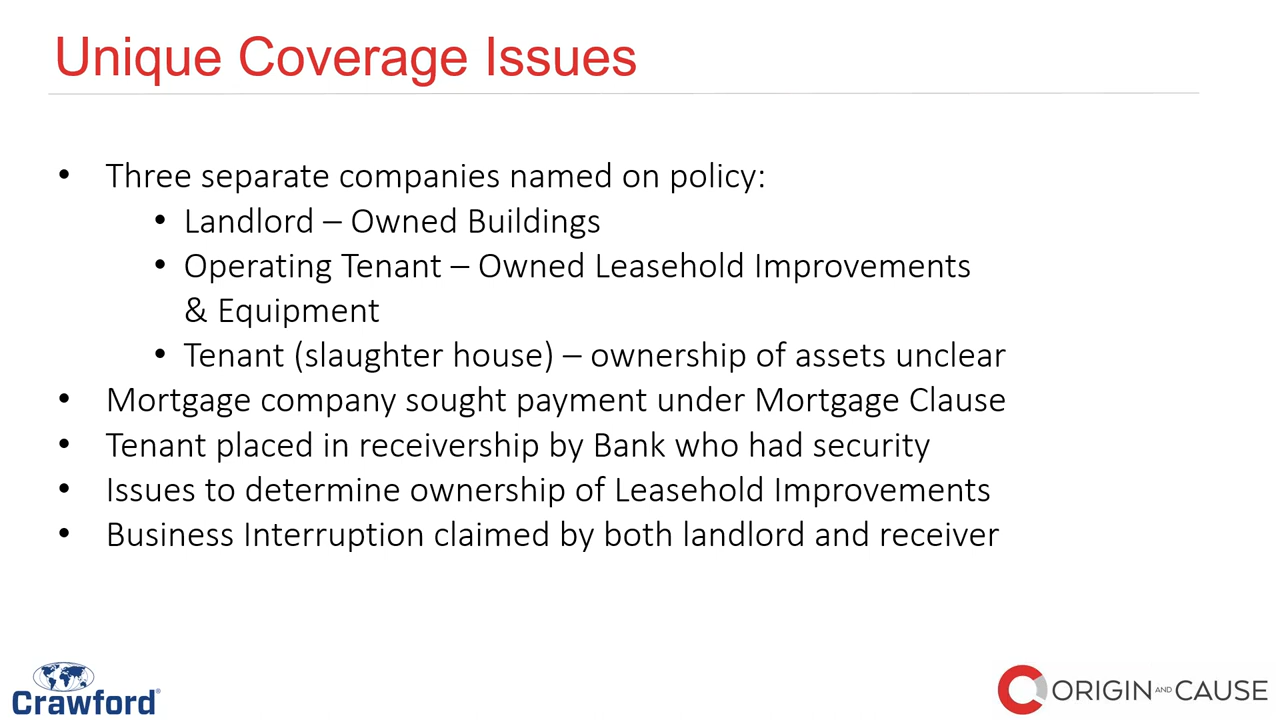 Unique Coverage Issues
• Three separate companies named on policy:
• Landlord – Owned Buildings
• Operating Tenant – Owned Leasehold Improvements
& Equipment
• Tenant (slaughter house) – ownership of assets unclear
• Mortgage company sought payment under Mortgage Clause
• Tenant placed in receivership by Bank who had security
• Issues to determine ownership of Leasehold Improvements
• Business Interruption claimed by both landlord and receiver
Crawford®
ORIGIN AND CAUSE